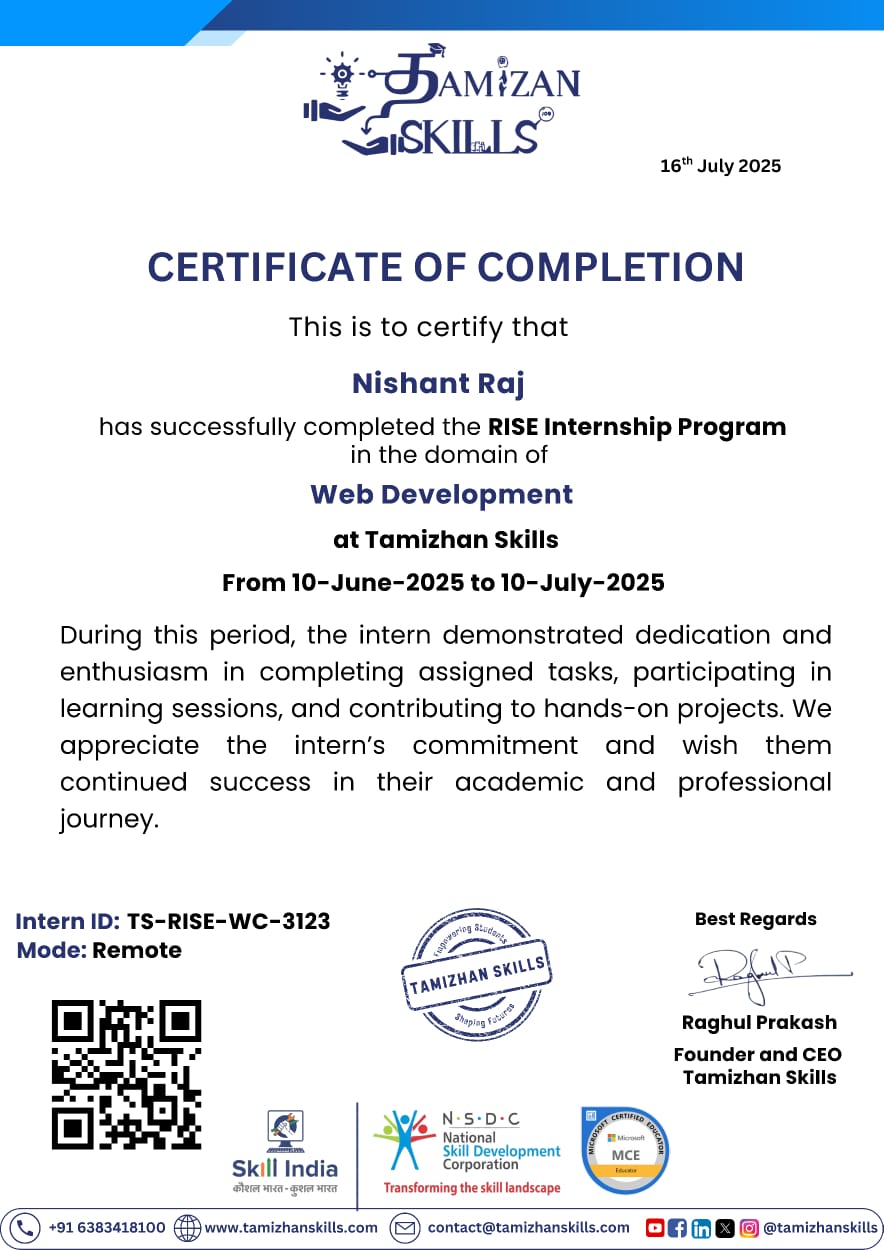 தAMIZAN
SKILLS
16th July 2025
CERTIFICATE OF COMPLETION
This is to certify that
Nishant Raj
has successfully completed the RISE Internship Program
in the domain of
Web Development
at Tamizhan Skills
From 10-June-2025 to 10-July-2025
During this period, the intern demonstrated dedication and
enthusiasm in completing assigned tasks, participating in
learning sessions, and contributing to hands-on projects. We
appreciate the intern's commitment and wish them
continued success in their academic and professional
journey.
Intern ID: TS-RISE-WC-3123
Mode: Remote
Empowering Students
TAMIZHAN SKILLS
Shaping Futures
Best Regards
Raghul P
Raghul Prakash
Founder and CEO
Tamizhan Skills
Skill India
कौशल भारत-कुशल भारत
N·S·D·C
National
Skill Development
Corporation
Transforming the skill landscape
MICROSOFT CERTIFIED EDUCATOR
Microsoft
MCE
Educator
+91 6383418100 www.tamizhanskills.com contact@tamizhanskills.com @tamizhanskills